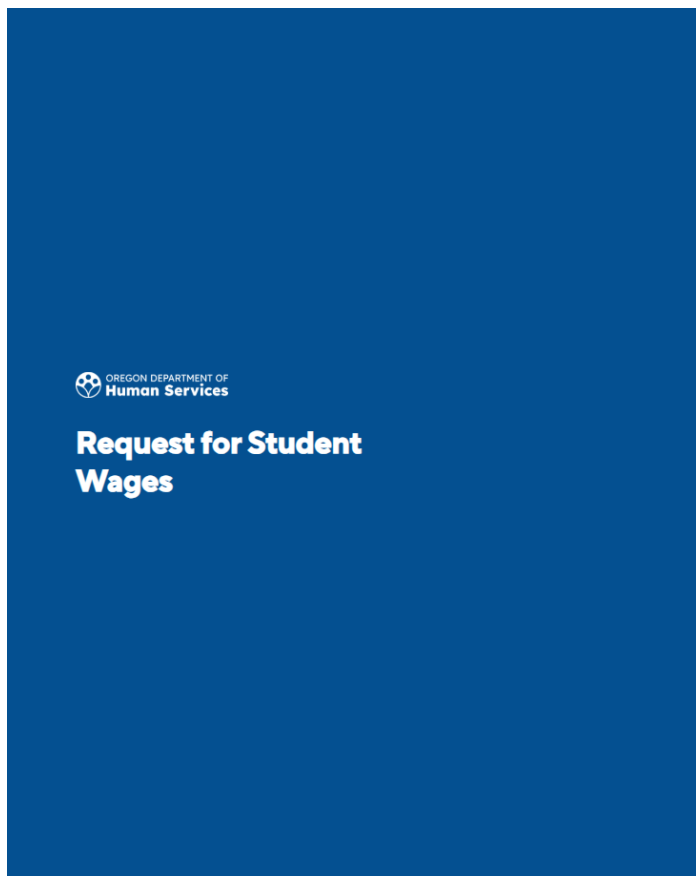 OREGON DEPARTMENT OF
Human Services
Request for Student
Wages